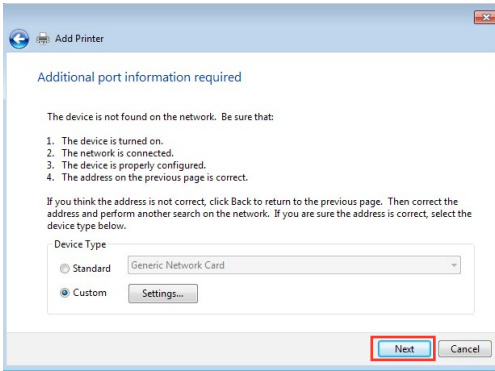 Add Printer
Additional port information required
The device is not found on the network. Be sure that:
1. The device is turned on.
2. The network is connected.
3. The device is properly configured.
4. The address on the previous page is correct.
If you think the address is not correct, click Back to return to the previous page. Then correct the
address and perform another search on the network. If you are sure the address is correct, select the
device type below.
Device Type
Standard Generic Network Card
Custom Settings...
Next Cancel